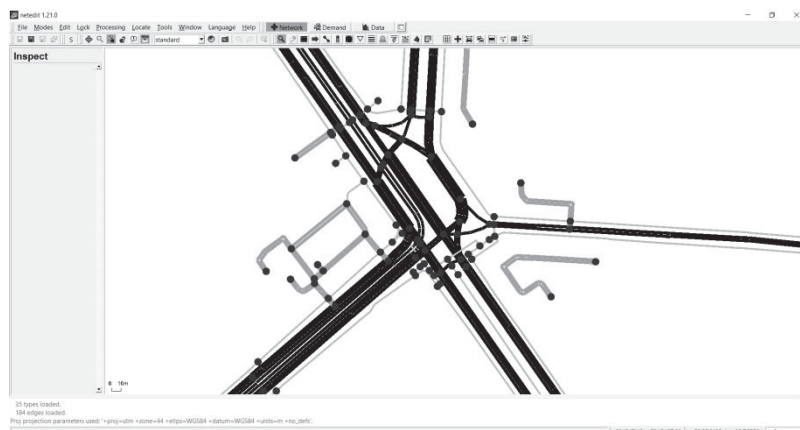 netedit 1.21.0
File Modes Edit Lock Processing Locate Tools Window Language Help Network Demand Data
standard
Inspect
0 10m
35 types loaded.
184 edges loaded.
Proj projection parameters used: '+proj=utm +zone=44 +ellps=WGS84 +datum=WGS84 +units=m +no_defs'.